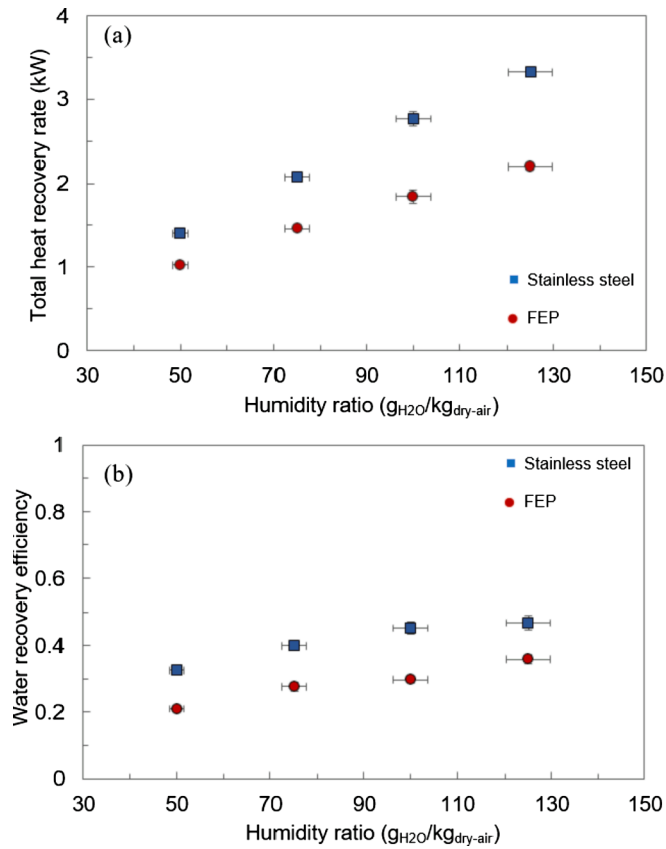 (a)
Total heat recovery rate (kW)
4
3
2
1
0
Stainless steel
FEP
30 50 70 90 110 130 150
Humidity ratio (gH2O/kgdry-air)
(b)
Water recovery efficiency
1
0.8
0.6
0.4
0.2
0
Stainless steel
FEP
30 50 70 90 110 130 150
Humidity ratio (gH2O/kgdry-air)